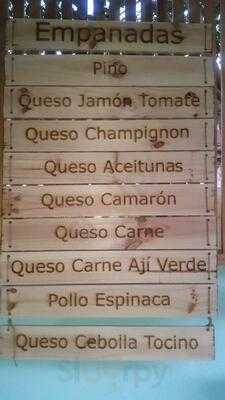 Empanadas
Pino
Queso Jamón Tomate
Queso Champignon
Queso Aceitunas
Queso Camarón
Queso Carne
Queso Carne Ají Verde
Pollo Espinaca
Queso Cebolla Tocino
Sluurpy